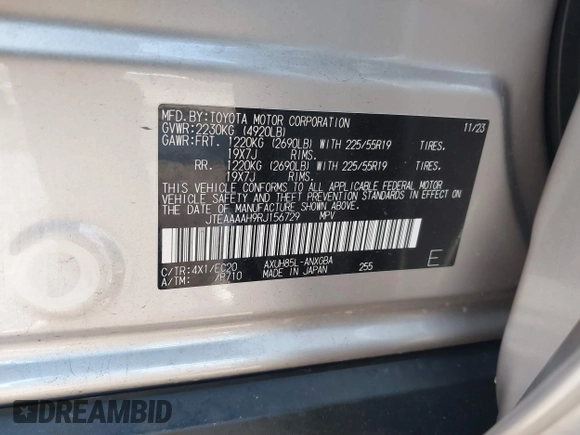 MFD.BY:TOYOTA MOTOR CORPORATION 11/23
GVWR:2230KG (4920LB)
GAWR:FRT. 1220KG (2690LB) WITH 225/55R19 TIRES.
19X7J RIMS.
RR. 1220KG (2690LB) WITH 225/55R19 TIRES.
19X7J RIMS.
THIS VEHICLE CONFORMS TO ALL APPLICABLE FEDERAL MOTOR
VEHICLE SAFETY AND THEFT PREVENTION STANDARDS IN EFFECT ON
THE DATE OF MANUFACTURE SHOWN ABOVE.
JTEAAAAH9RJ156729 MPV
C/TR:4X1/EC20 AXUH85L-ANXGBA
A/TM: /B710 MADE IN JAPAN 255 E
DREAMBID